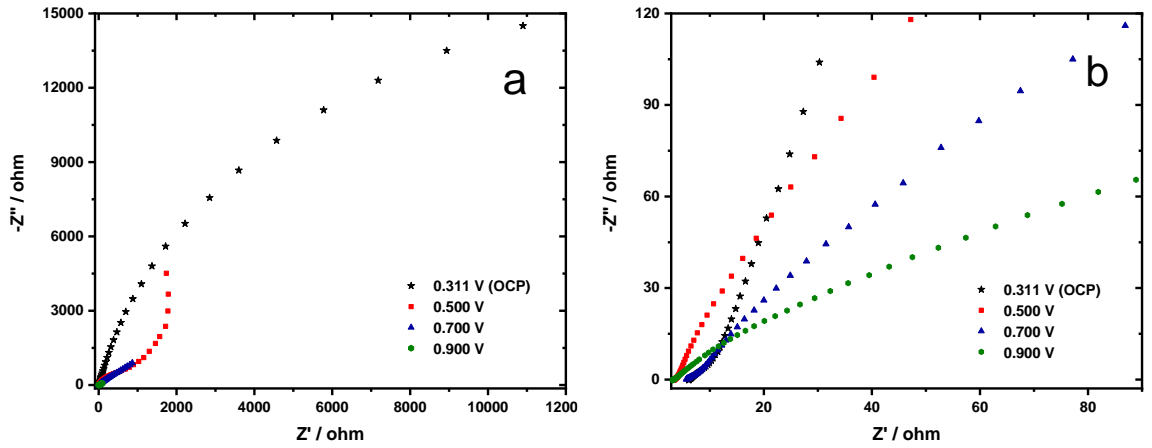 15000
12000
9000
6000
3000
0
-Z'' / ohm
a
0.311 V (OCP)
0.500 V
0.700 V
0.900 V
0 2000 4000 6000 8000 10000 1200
Z' / ohm
120
90
60
30
0
-Z'' / ohm
b
0.311 V (OCP)
0.500 V
0.700 V
0.900 V
20 40 60 80
Z' / ohm